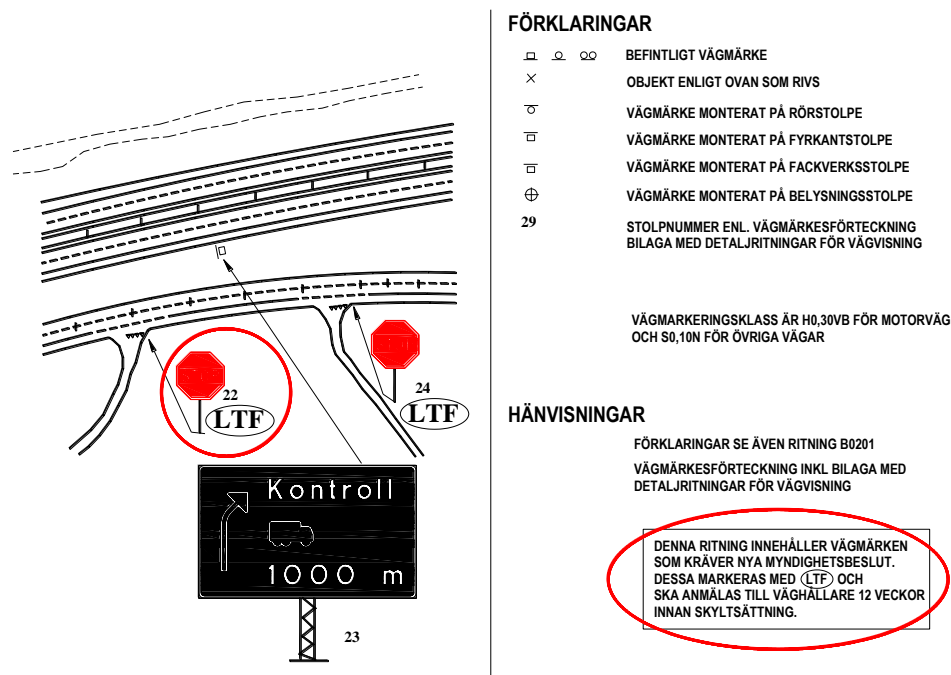 22
LTF
24
LTF
Kontroll
1000 m
23
FÖRKLARINGAR
BEFINTLIGT VÄGMÄRKE
OBJEKT ENLIGT OVAN SOM RIVS
VÄGMÄRKE MONTERAT PÅ RÖRSTOLPE
VÄGMÄRKE MONTERAT PÅ FYRKANTSTOLPE
VÄGMÄRKE MONTERAT PÅ FACKVERKSSTOLPE
VÄGMÄRKE MONTERAT PÅ BELYSNINGSSTOLPE
29 STOLPNUMMER ENL. VÄGMÄRKESFÖRTECKNING
BILAGA MED DETALJRITNINGAR FÖR VÄGVISNING
VÄGMARKERINGSKLASS ÄR H0,30VB FÖR MOTORVÄG
OCH S0,10N FÖR ÖVRIGA VÄGAR
HÄNVISNINGAR
FÖRKLARINGAR SE ÄVEN RITNING B0201
VÄGMÄRKESFÖRTECKNING INKL BILAGA MED
DETALJRITNINGAR FÖR VÄGVISNING
DENNA RITNING INNEHÅLLER VÄGMÄRKEN
SOM KRÄVER NYA MYNDIGHETSBESLUT.
DESSA MARKERAS MED LTF OCH
SKA ANMÄLAS TILL VÄGHÅLLARE 12 VECKOR
INNAN SKYLTSÄTTNING.